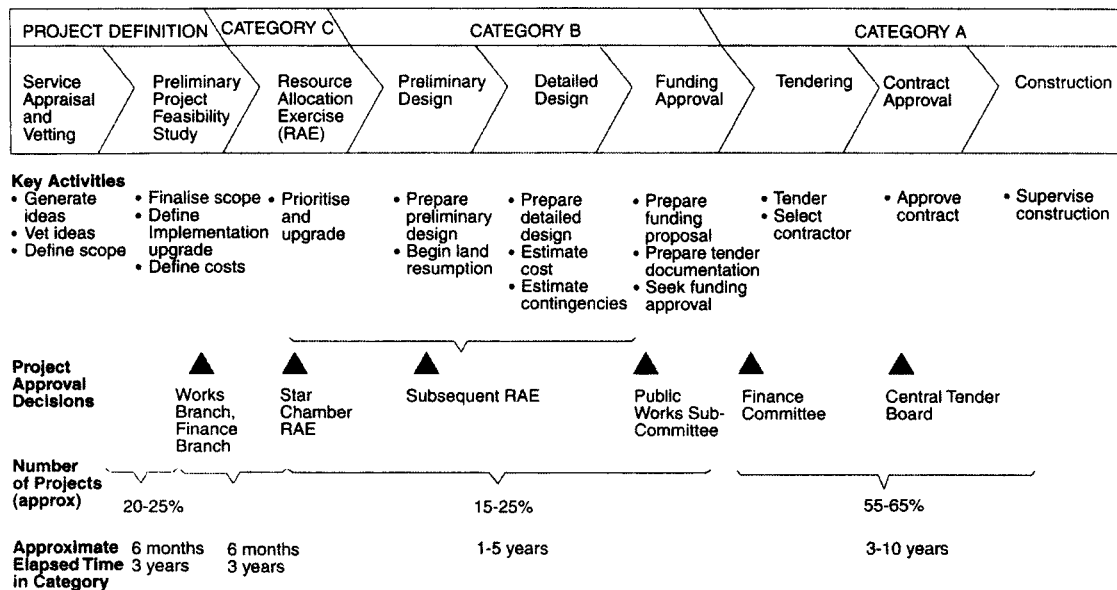 PROJECT DEFINITION
CATEGORY C
CATEGORY B
CATEGORY A
Service
Appraisal
and
Vetting
Preliminary
Project
Feasibility
Study
Resource
Allocation
Exercise
(RAE)
Preliminary
Design
Detailed
Design
Funding
Approval
Tendering
Contract
Approval
Construction
Key Activities
• Generate
ideas
• Vet ideas
• Define scope
• Finalise scope
• Define
Implementation
upgrade
• Define costs
• Prioritise
and
upgrade
• Prepare
preliminary
design
• Begin land
resumption
• Prepare
detailed
design
• Estimate
cost
• Estimate
contingencies
• Prepare
funding
proposal
• Prepare tender
documentation
• Seek funding
approval
• Tender
• Select
contractor
• Approve
contract
• Supervise
construction
Project
Approval
Decisions
Works
Branch,
Finance
Branch
Star
Chamber
RAE
Subsequent RAE
Public
Works Sub-
Committee
Finance
Committee
Central Tender
Board
Number
of Projects
(approx)
20-25%
15-25%
55-65%
Approximate
Elapsed Time
in Category
6 months
3 years
6 months
3 years
1-5 years
3-10 years